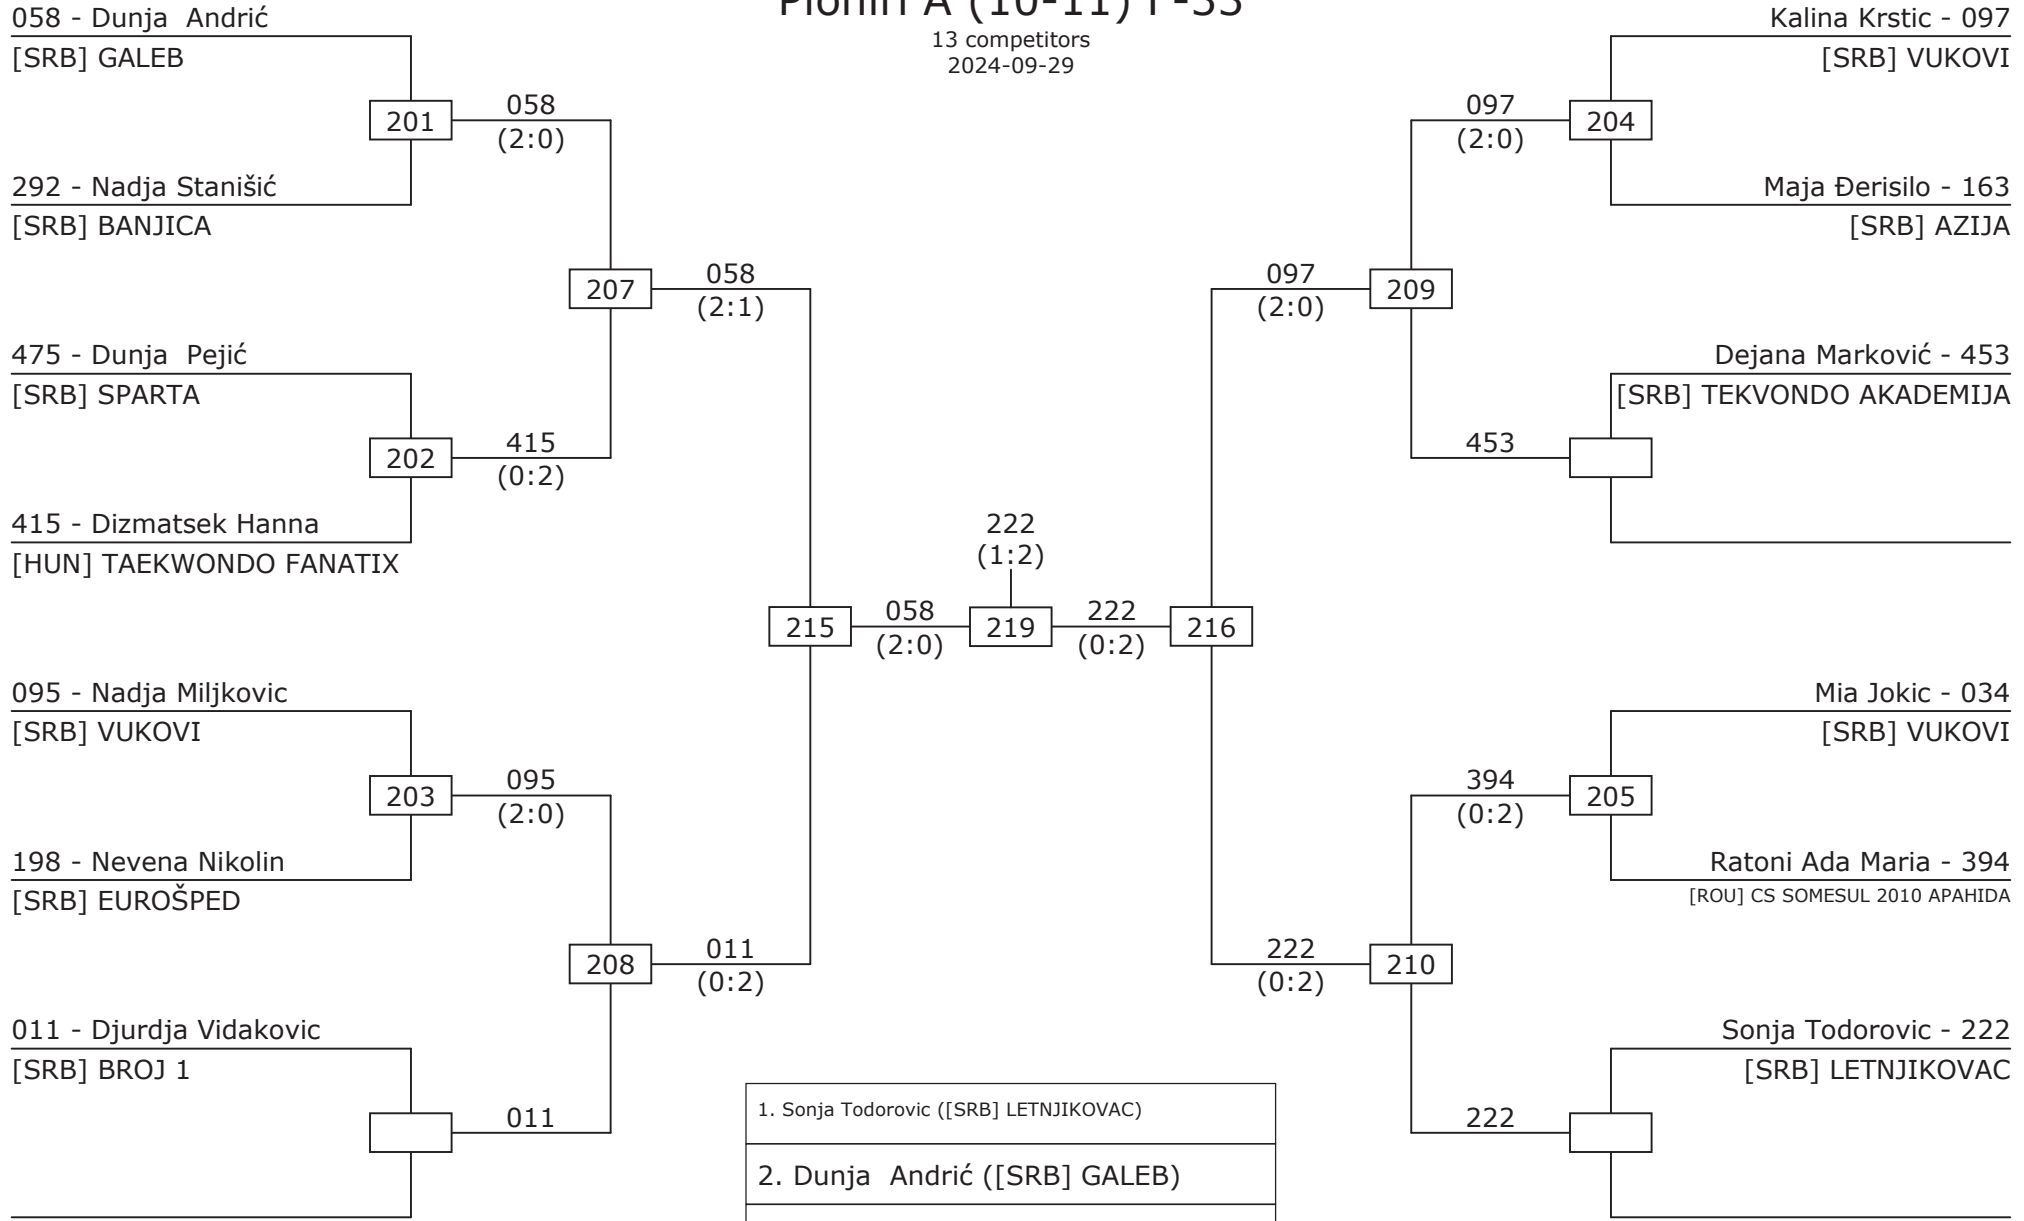 Pioniri A (10-11) F-33
13 competitors
2024-09-29
058 - Dunja  Andrić
[SRB] GALEB
201
058
(2:0)
292 - Nadja Stanišić
[SRB] BANJICA
207
058
(2:1)
475 - Dunja  Pejić
[SRB] SPARTA
202
415
(0:2)
415 - Dizmatsek Hanna
[HUN] TAEKWONDO FANATIX
215
058
(2:0)
095 - Nadja Miljkovic
[SRB] VUKOVI
203
095
(2:0)
198 - Nevena Nikolin
[SRB] EUROŠPED
208
011
(0:2)
011 - Djurdja Vidakovic
[SRB] BROJ 1
011
222
(1:2)
219
Kalina Krstic - 097
[SRB] VUKOVI
097
(2:0)
204
Maja Đerisilo - 163
[SRB] AZIJA
097
(2:0)
209
Dejana Marković - 453
[SRB] TEKVONDO AKADEMIJA
453
222
(0:2)
216
Mia Jokic - 034
[SRB] VUKOVI
394
(0:2)
205
Ratoni Ada Maria - 394
[ROU] CS SOMESUL 2010 APAHIDA
222
(0:2)
210
Sonja Todorovic - 222
[SRB] LETNJIKOVAC
222
1. Sonja Todorovic ([SRB] LETNJIKOVAC)
2. Dunja  Andrić ([SRB] GALEB)